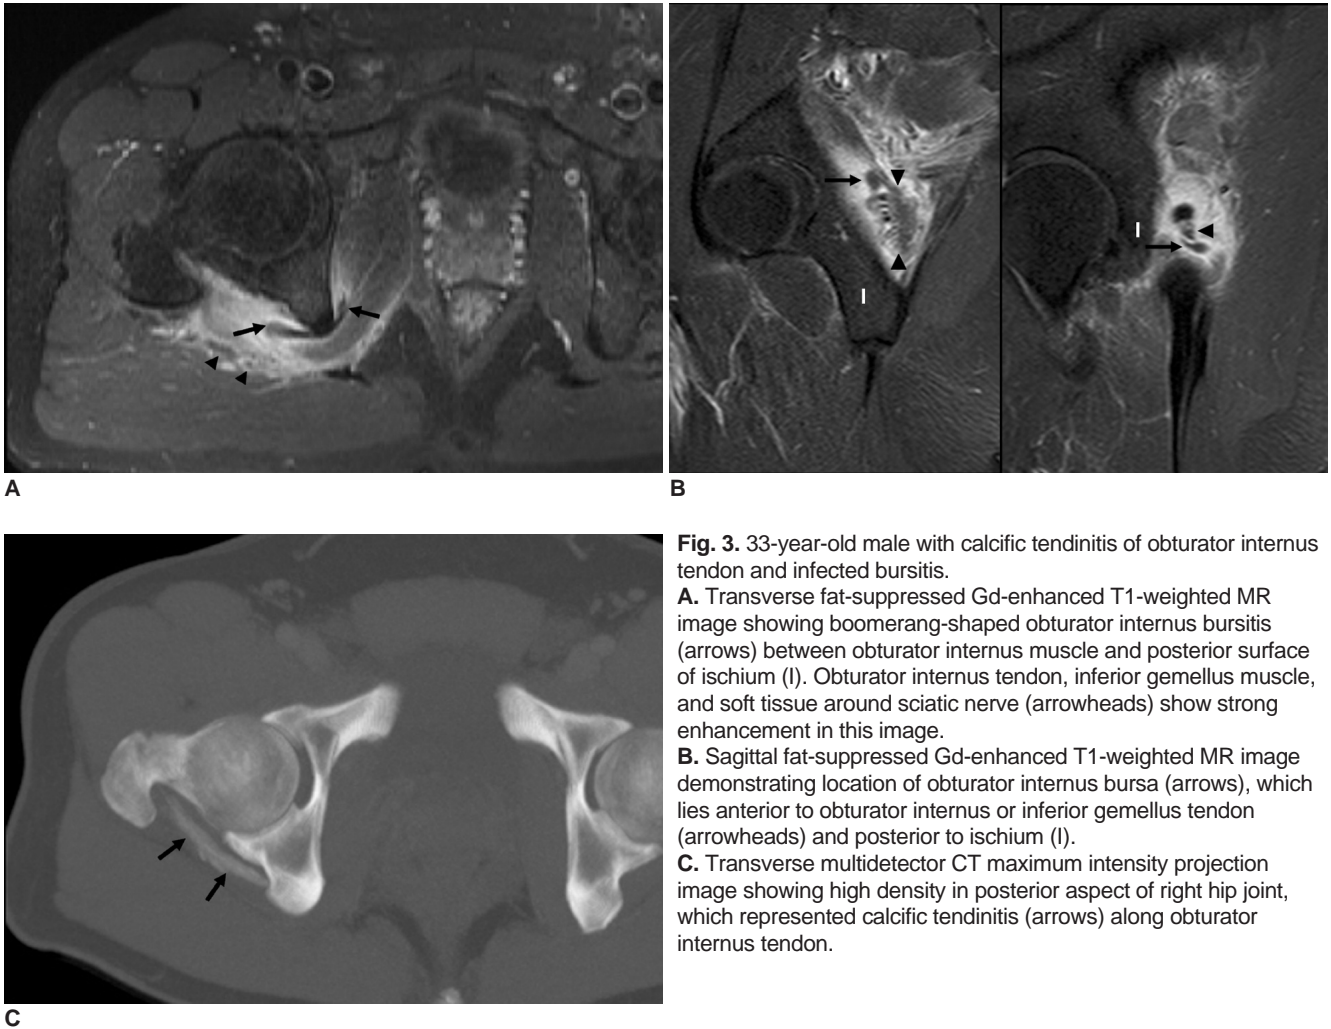 A
B
I
I
C
Fig. 3. 33-year-old male with calcific tendinitis of obturator internus
tendon and infected bursitis.
A. Transverse fat-suppressed Gd-enhanced T1-weighted MR
image showing boomerang-shaped obturator internus bursitis
(arrows) between obturator internus muscle and posterior surface
of ischium (I). Obturator internus tendon, inferior gemellus muscle,
and soft tissue around sciatic nerve (arrowheads) show strong
enhancement in this image.
B. Sagittal fat-suppressed Gd-enhanced T1-weighted MR image
demonstrating location of obturator internus bursa (arrows), which
lies anterior to obturator internus or inferior gemellus tendon
(arrowheads) and posterior to ischium (I).
C. Transverse multidetector CT maximum intensity projection
image showing high density in posterior aspect of right hip joint,
which represented calcific tendinitis (arrows) along obturator
internus tendon.